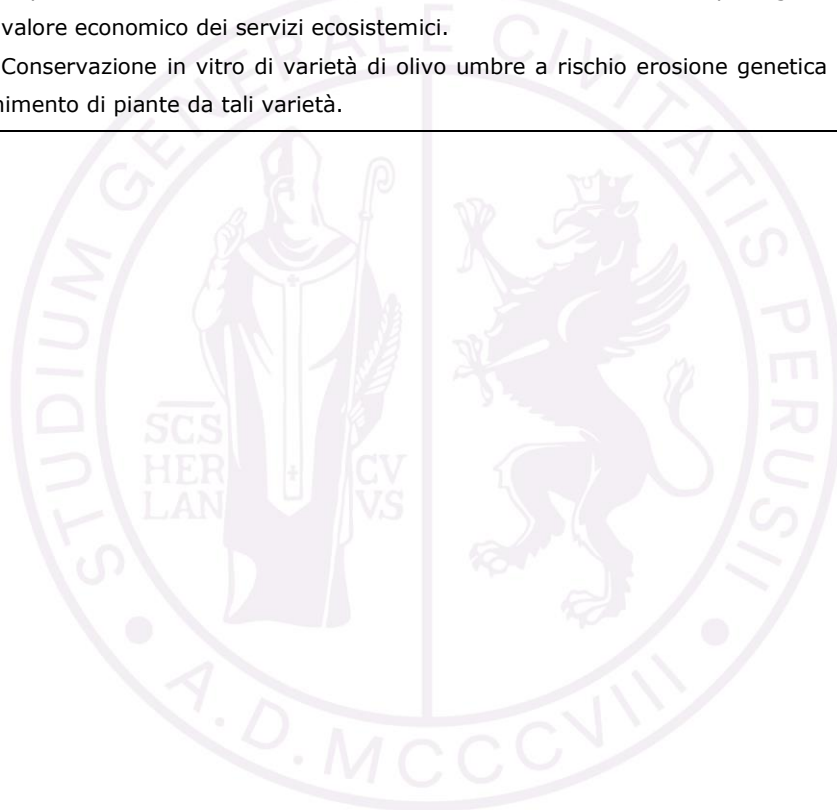 valore economico dei servizi ecosistemici.
Conservazione in vitro di varietà di olivo umbre a rischio erosione genetica
nimento di piante da tali varietà.
STUDIUM GENERALE CIVITATIS PERUSII
SCS
HER
LAN
CV
VS
A.D. MCCCVIII